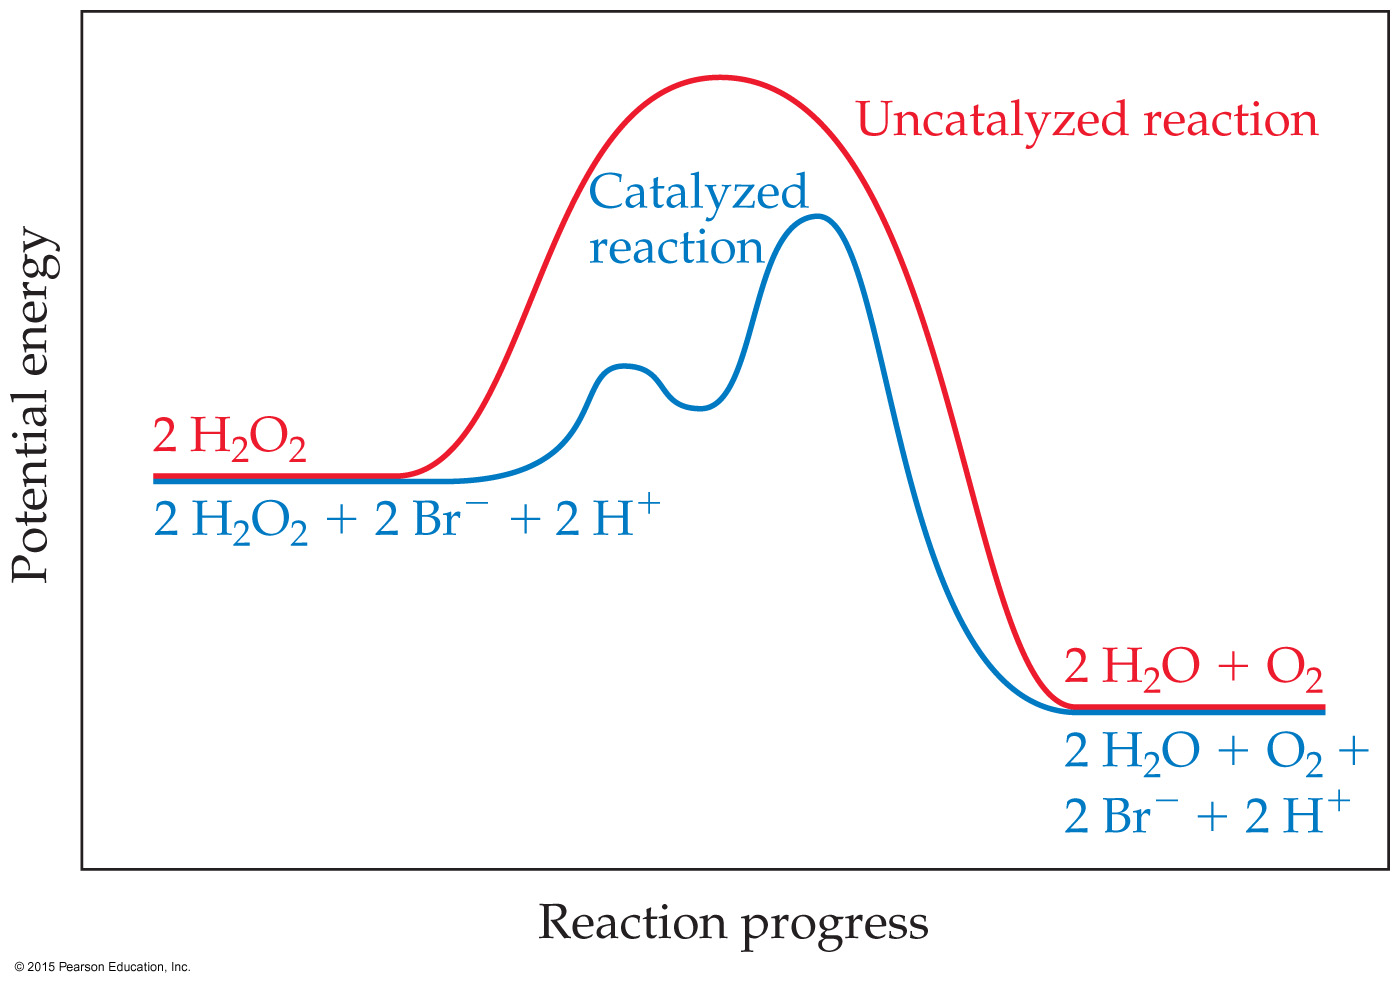 Uncatalyzed reaction
Catalyzed
reaction
Potential energy
2 H₂O₂
2 H₂O₂ + 2 Br⁻ + 2 H⁺
2 H₂O + O₂
2 H₂O + O₂ +
2 Br⁻ + 2 H⁺
Reaction progress
© 2015 Pearson Education, Inc.